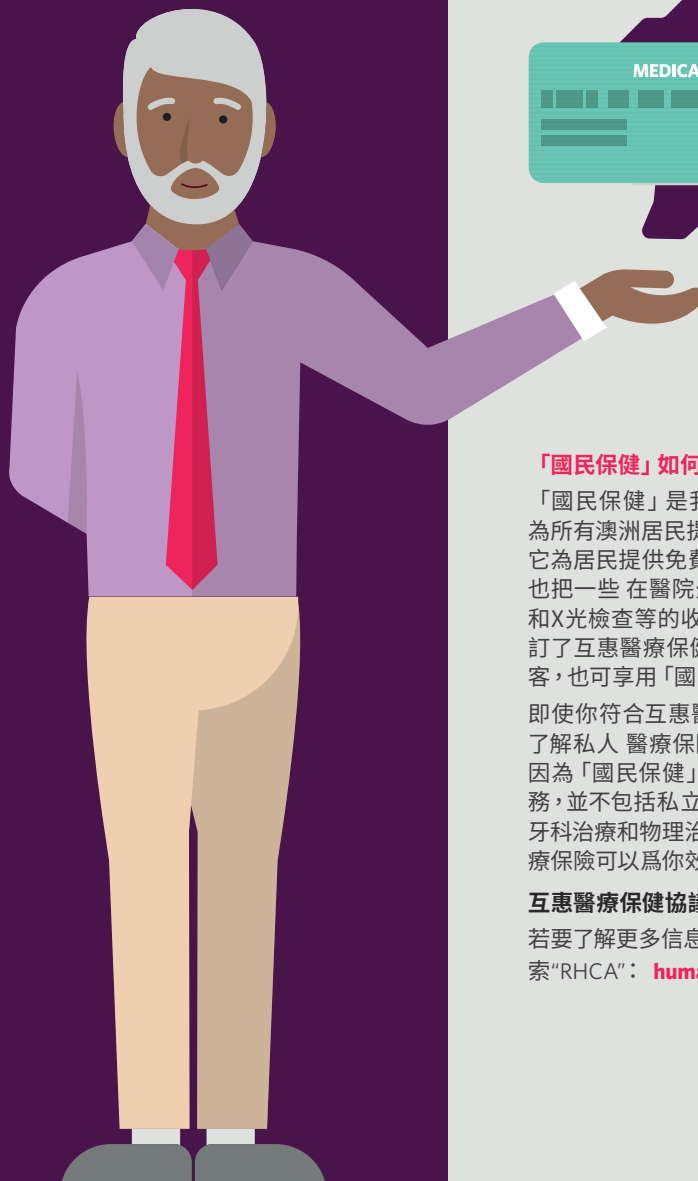 MEDICA
「國民保健」如何
「國民保健」是我
為所有澳洲居民提
它為居民提供免費
也把一些 在醫院
和X光檢查等的收
訂了互惠醫療保健
客，也可享用「國
即使你符合互惠醫
了解私人 醫療保險
因為「國民保健」
務，並不包括私立
牙科治療和物理治
療保險可以爲你效
互惠醫療保健協議
若要了解更多信息
索“RHCA”： huma